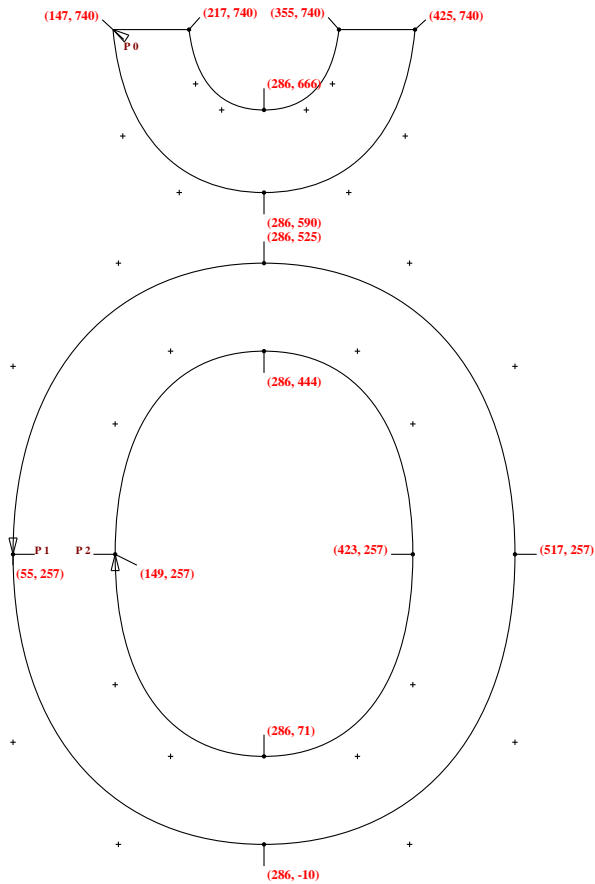 (147, 740) (217, 740) (355, 740) (425, 740)
P 0
(286, 666)
(286, 590)
(286, 525)
(286, 444)
P 1 P 2 (423, 257) (517, 257)
(55, 257) (149, 257)
(286, 71)
(286, -10)